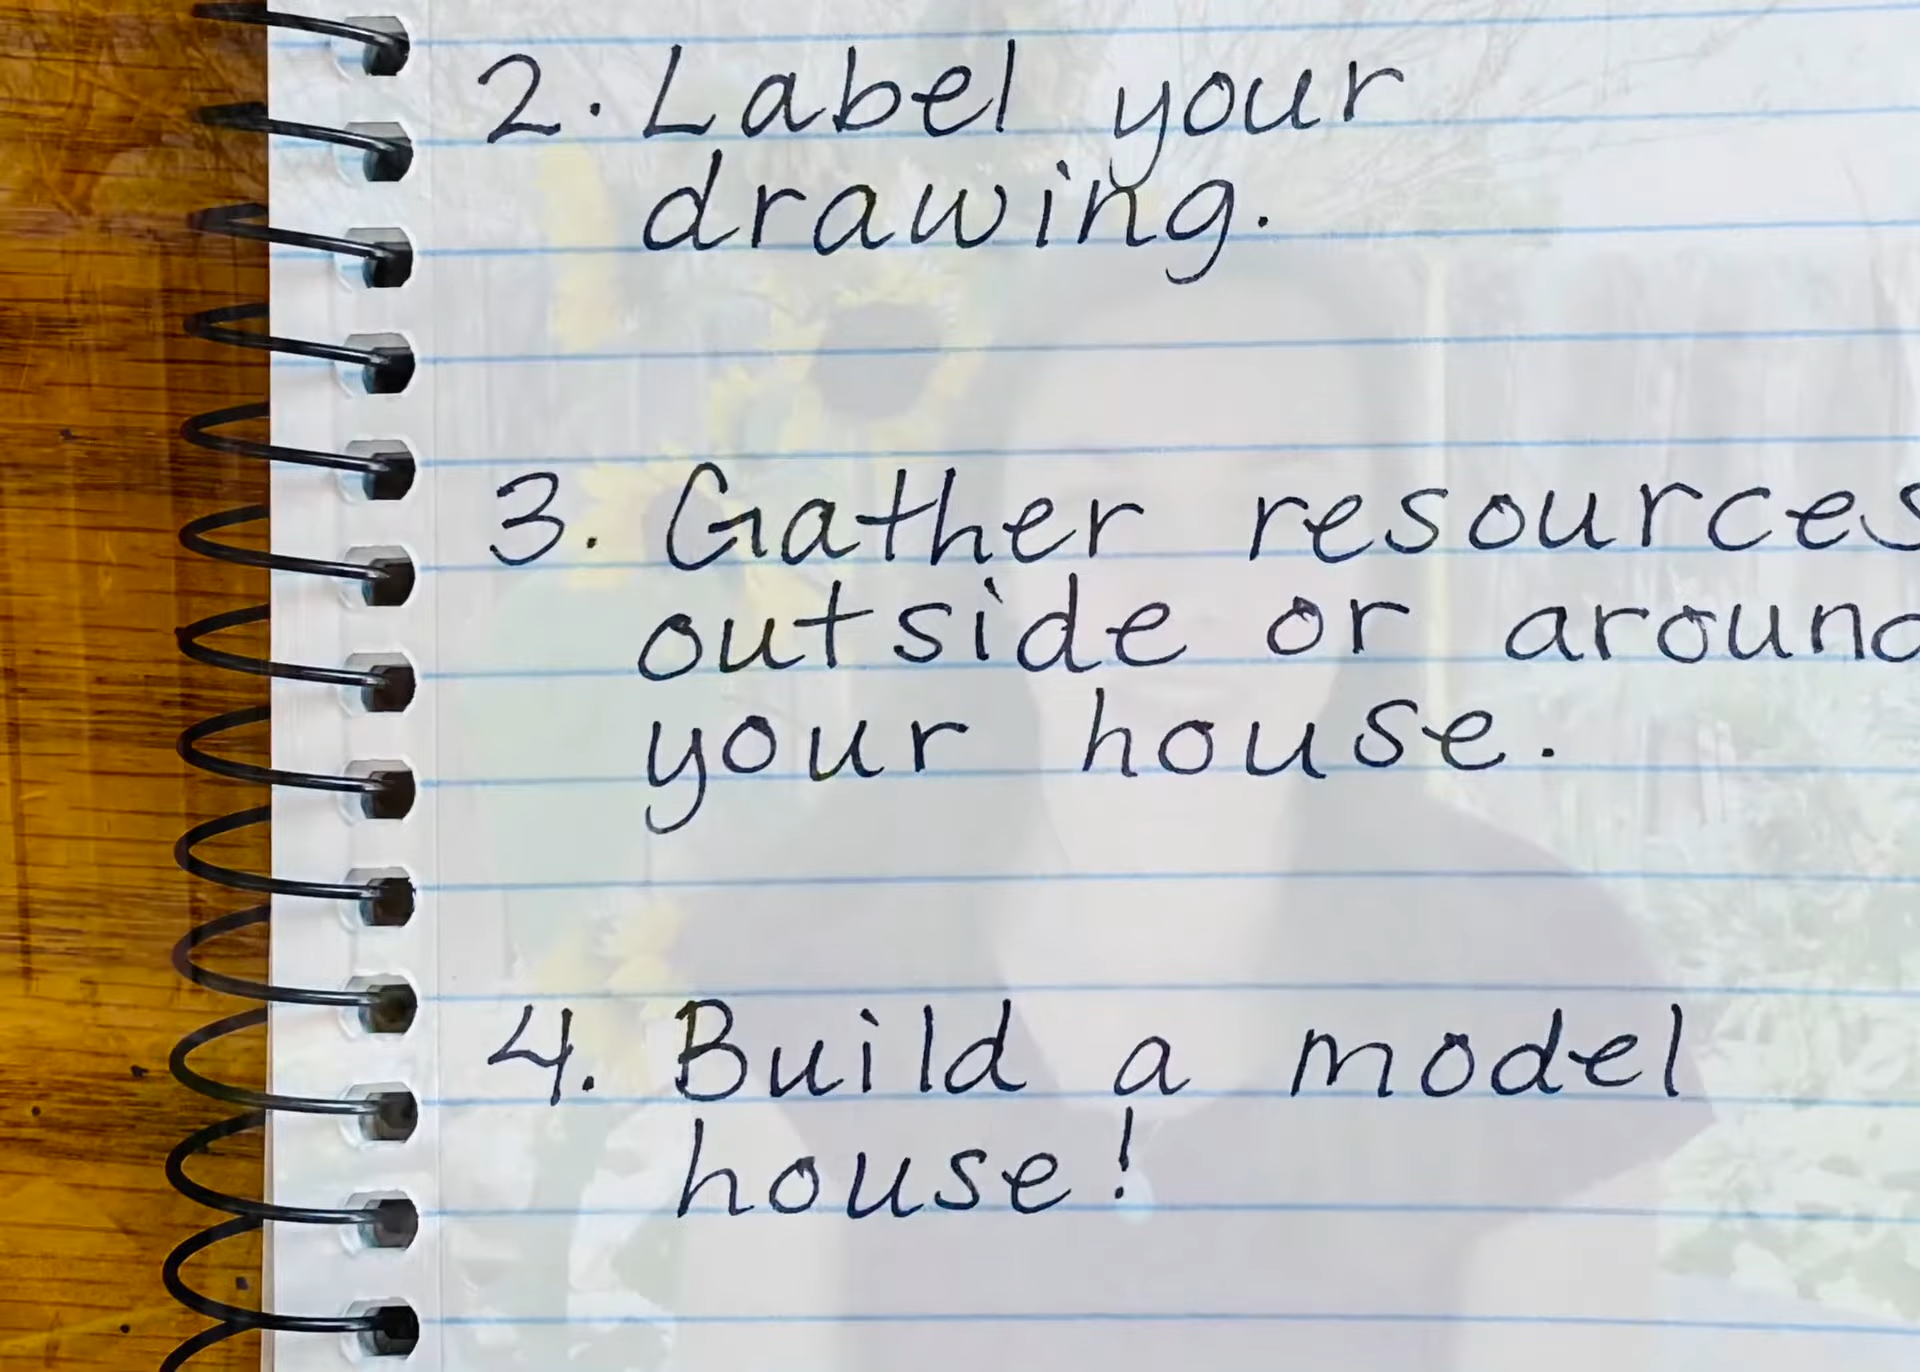 2. Label your
drawing.
3. Gather resources
outside or around
your house.
4. Build a model
house!